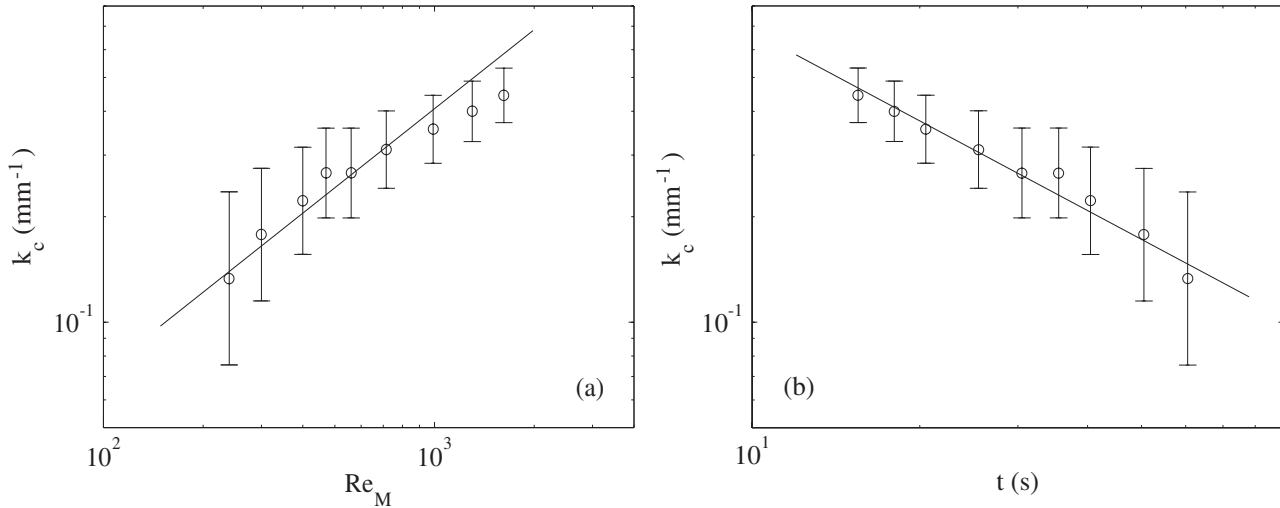 k_c (mm^-1)
10^-1
(a)
10^2
10^3
Re_M
k_c (mm^-1)
10^-1
(b)
10^1
t (s)